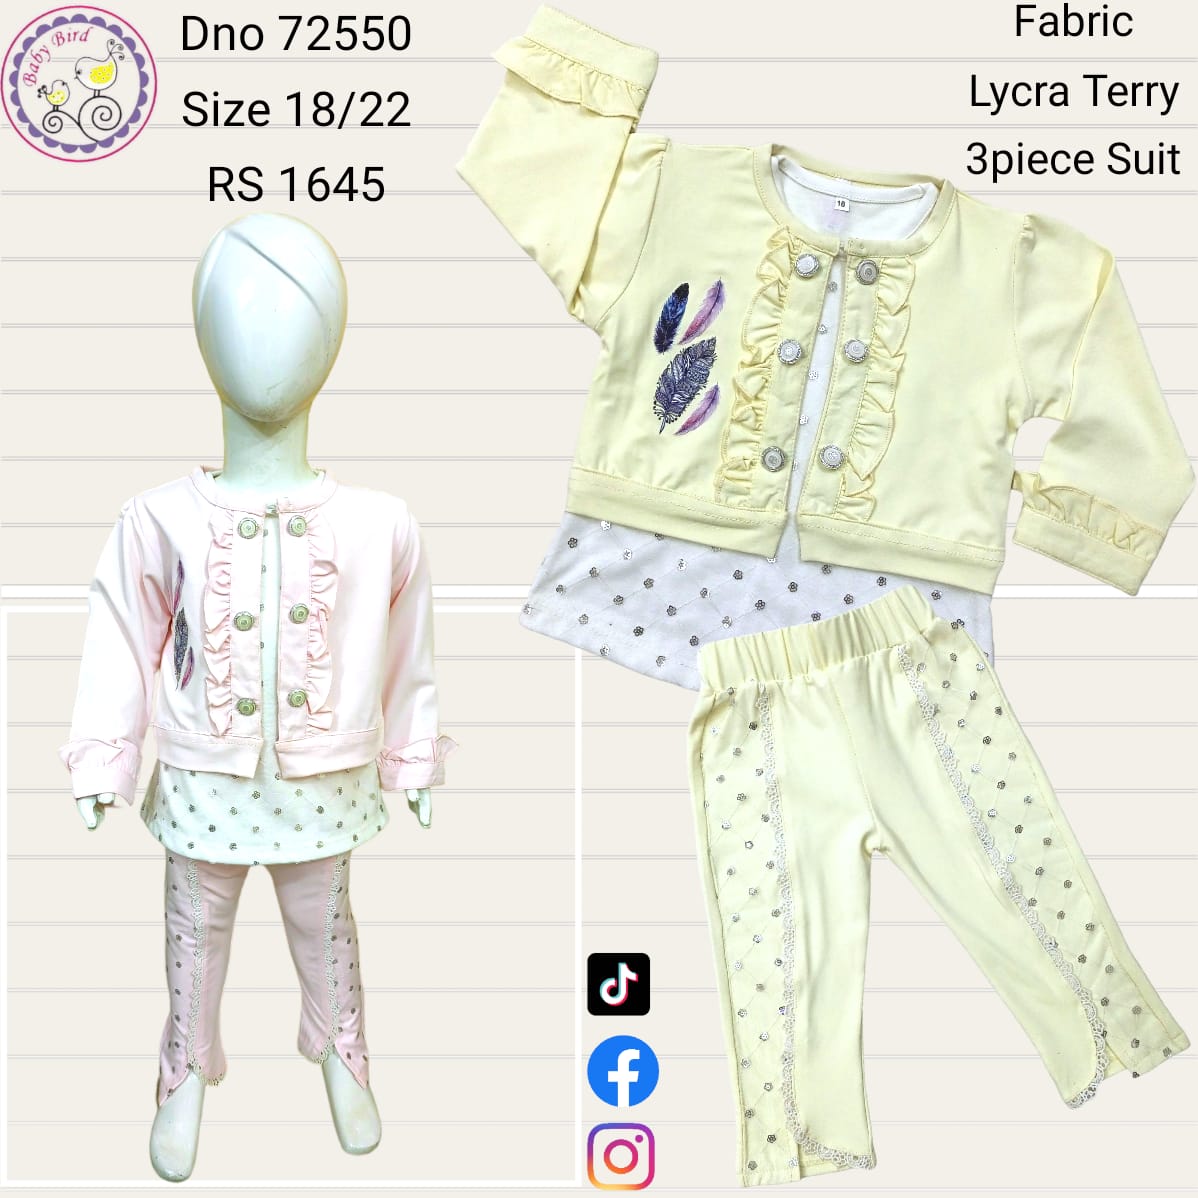 Baby Bird
Dno 72550
Size 18/22
RS 1645
Fabric
Lycra Terry
3piece Suit
18